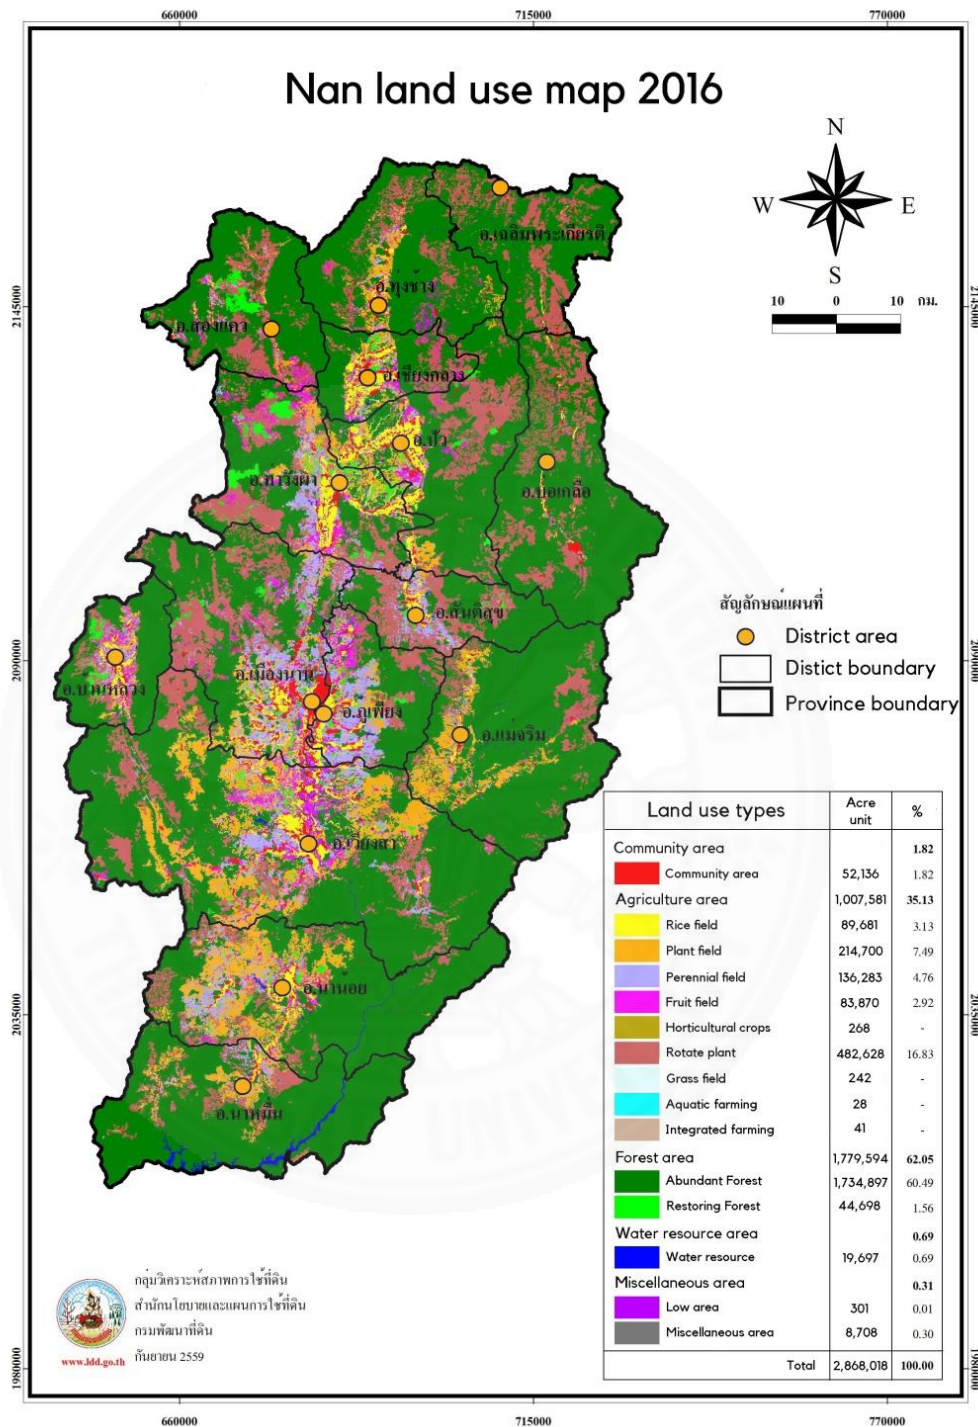 660000 715000 770000
Nan land use map 2016
N
W E
S
10 0 10 กม.
2145000 2145000
อ.เฉลิมพระเกียรติ
อ.ทุ่งช้าง
อ.สองแคว
อ.เชียงกลาง
อ.ปัว
อ.ท่าวังผา
อ.บ่อเกลือ
อ.สันติสุข
2090000 2090000
อ.เมืองน่าน
อ.บ้านหลวง
อ.ภูเพียง
อ.แม่จริม
อ.เวียงสา
อ.นาน้อย
2035000 2035000
อ.นาหมื่น
สัญลักษณ์แผนที่
District area
Distict boundary
Province boundary
Land use types Acre unit %
Community area 1.82
Community area 52,136 1.82
Agriculture area 1,007,581 35.13
Rice field 89,681 3.13
Plant field 214,700 7.49
Perennial field 136,283 4.76
Fruit field 83,870 2.92
Horticultural crops 268 -
Rotate plant 482,628 16.83
Grass field 242 -
Aquatic farming 28 -
Integrated farming 41 -
Forest area 1,779,594 62.05
Abundant Forest 1,734,897 60.49
Restoring Forest 44,698 1.56
Water resource area 0.69
Water resource 19,697 0.69
Miscellaneous area 0.31
Low area 301 0.01
Miscellaneous area 8,708 0.30
Total 2,868,018 100.00
กลุ่มวิเคราะห์สภาพการใช้ที่ดิน
สำนักนโยบายและแผนการใช้ที่ดิน
กรมพัฒนาที่ดิน
กันยายน 2559
www.ldd.go.th
1980000 1980000
660000 715000 770000